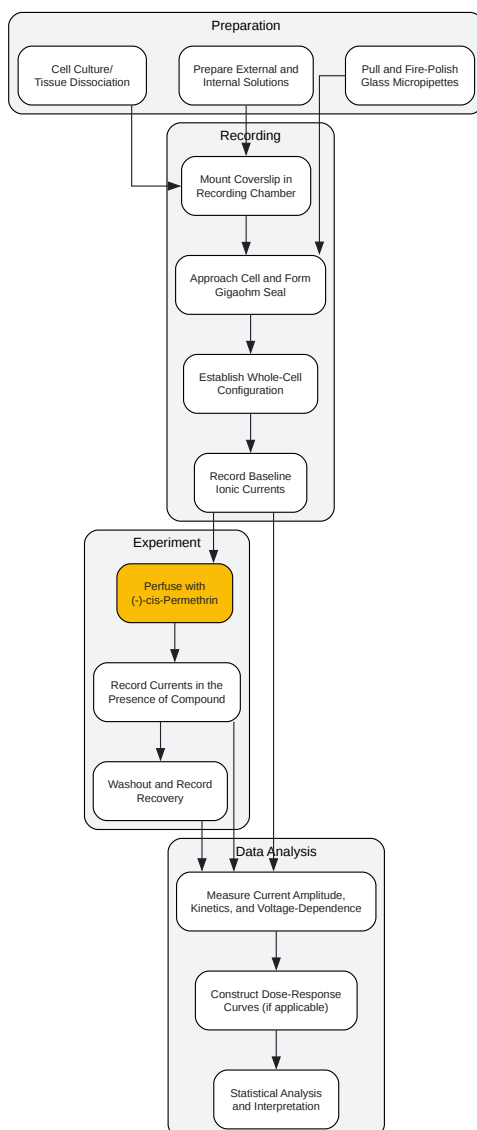 Preparation
Cell Culture/
Tissue Dissociation
Prepare External and
Internal Solutions
Pull and Fire-Polish
Glass Micropipettes
Recording
Mount Coverslip in
Recording Chamber
Approach Cell and Form
Gigaohm Seal
Establish Whole-Cell
Configuration
Record Baseline
Ionic Currents
Experiment
Perfuse with
(-)-cis-Permethrin
Record Currents in the
Presence of Compound
Washout and Record
Recovery
Data Analysis
Measure Current Amplitude,
Kinetics, and Voltage-Dependence
Construct Dose-Response
Curves (if applicable)
Statistical Analysis
and Interpretation